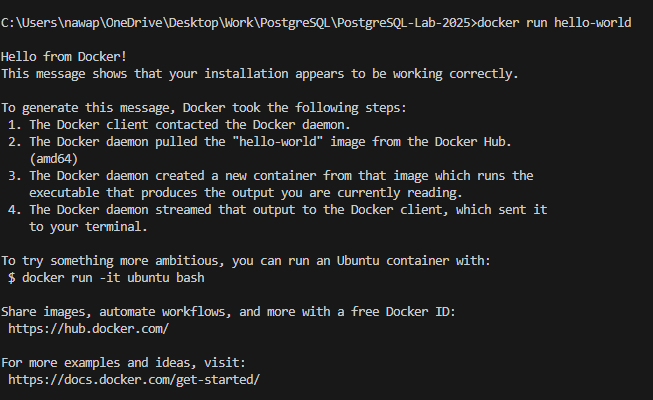 C:\Users\nawap\OneDrive\Desktop\Work\PostgreSQL\PostgreSQL-Lab-2025>docker run hello-world
Hello from Docker!
This message shows that your installation appears to be working correctly.
To generate this message, Docker took the following steps:
1. The Docker client contacted the Docker daemon.
2. The Docker daemon pulled the "hello-world" image from the Docker Hub.
(amd64)
3. The Docker daemon created a new container from that image which runs the
executable that produces the output you are currently reading.
4. The Docker daemon streamed that output to the Docker client, which sent it
to your terminal.
To try something more ambitious, you can run an Ubuntu container with:
$ docker run -it ubuntu bash
Share images, automate workflows, and more with a free Docker ID:
https://hub.docker.com/
For more examples and ideas, visit:
https://docs.docker.com/get-started/